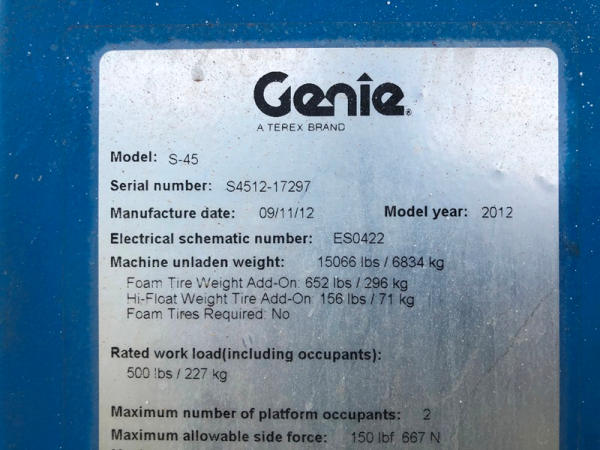 Genie®
A TEREX BRAND
Model: S-45
Serial number: S4512-17297
Manufacture date: 09/11/12 Model year: 2012
Electrical schematic number: ES0422
Machine unladen weight: 15066 lbs / 6834 kg
Foam Tire Weight Add-On: 652 lbs / 296 kg
Hi-Float Weight Tire Add-On: 156 lbs / 71 kg
Foam Tires Required: No
Rated work load(including occupants):
500 lbs / 227 kg
Maximum number of platform occupants: 2
Maximum allowable side force: 150 lbf 667 N